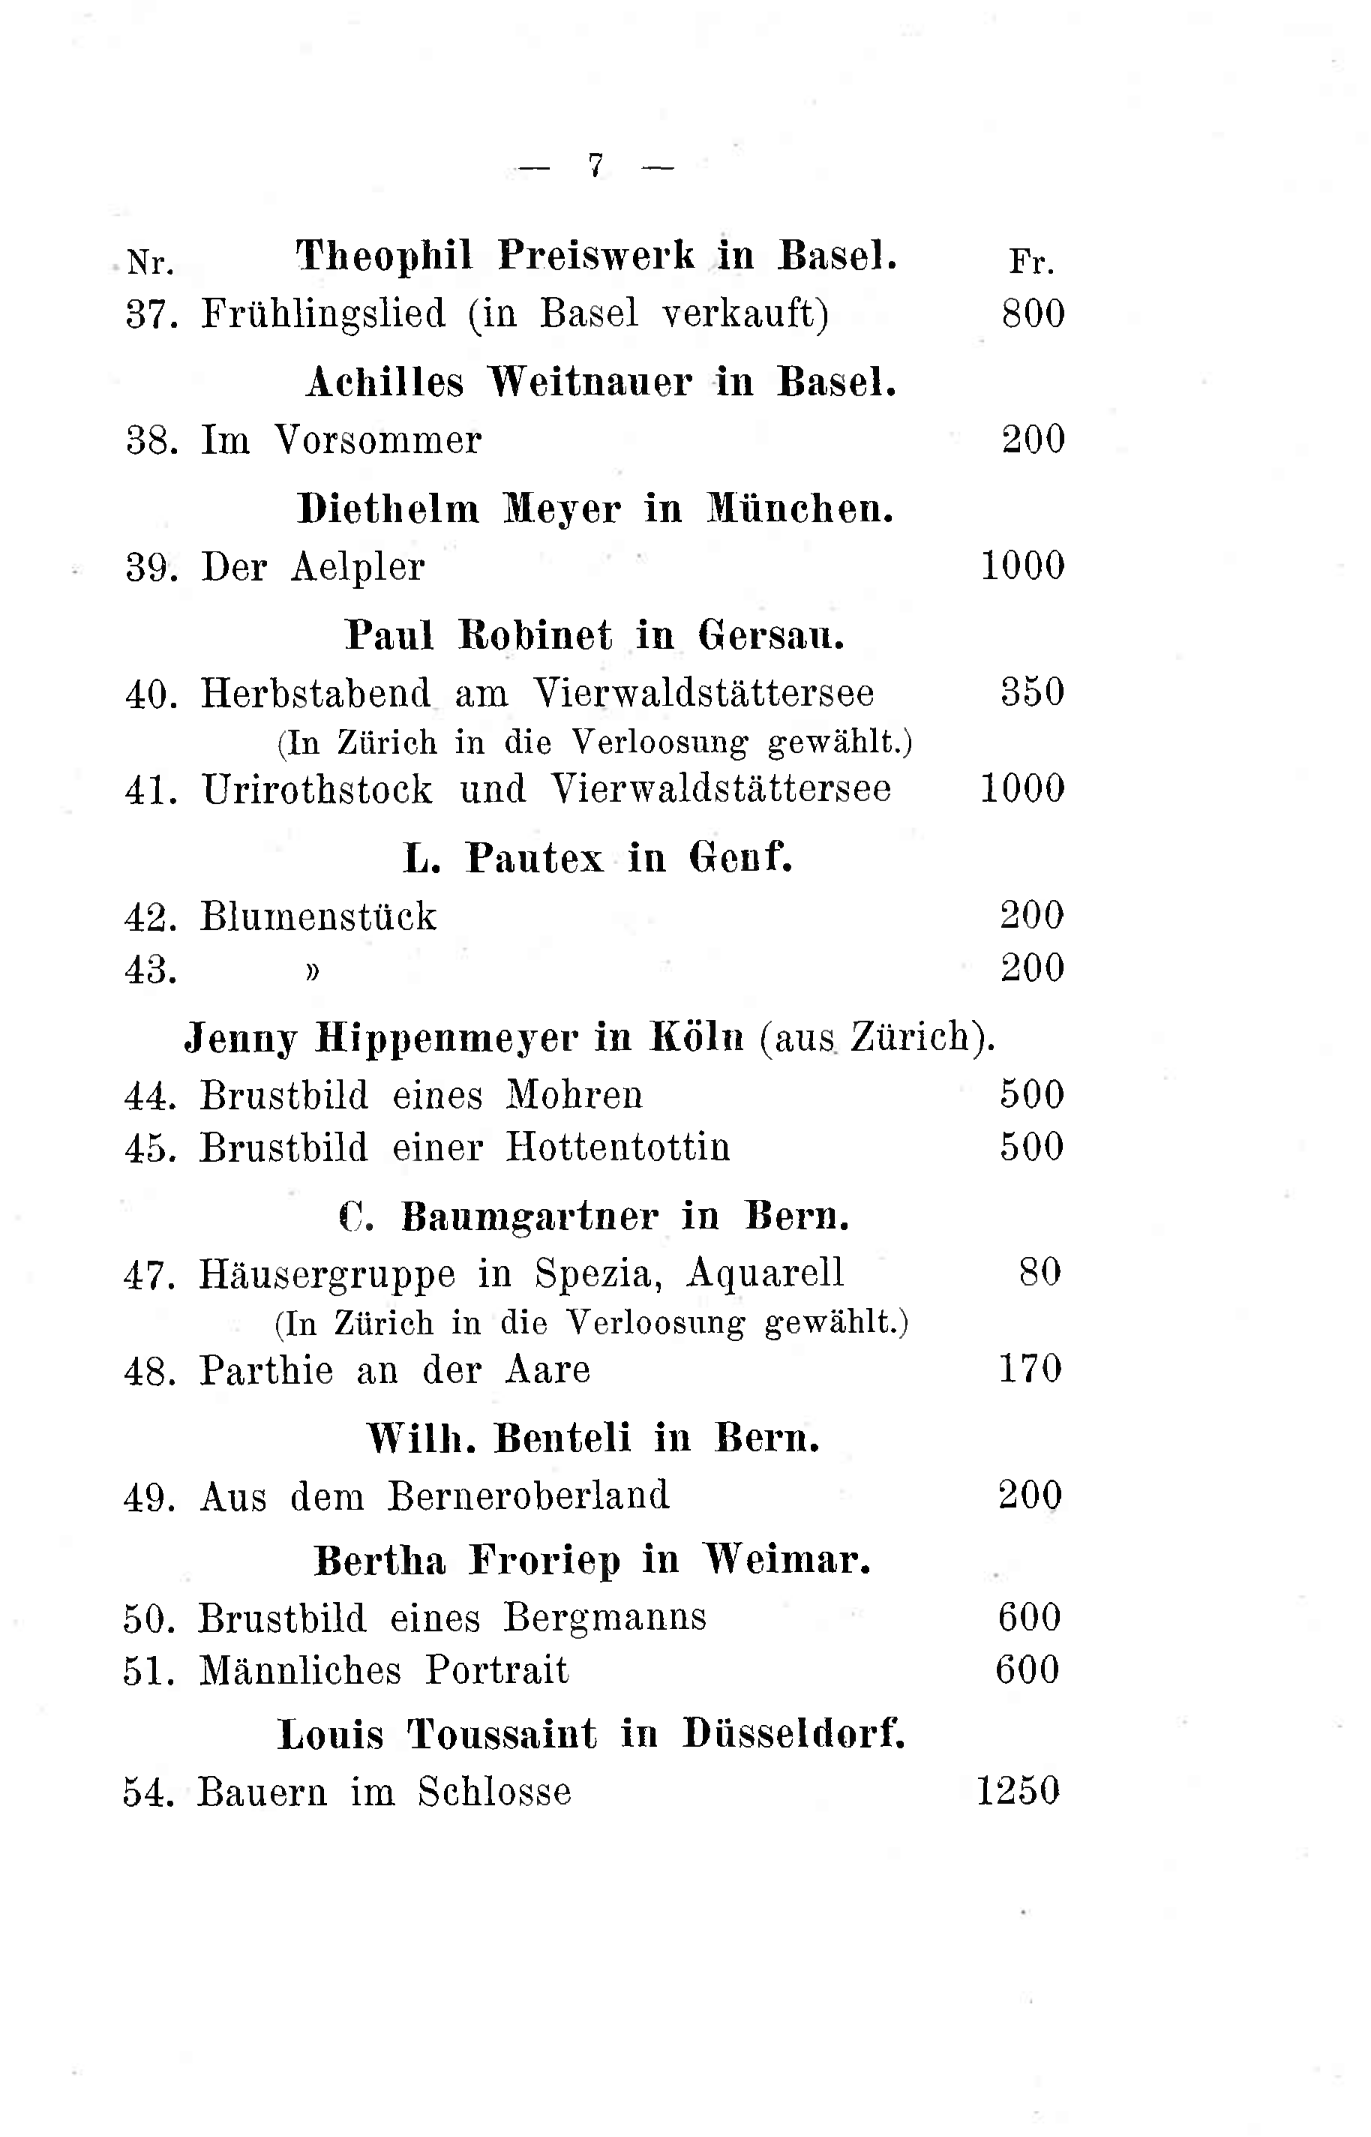 — 7 —
Nr. Theophil Preiswerk in Basel. Fr.
37. Frühlingslied (in Basel verkauft) 800
Achilles Weitnauer in Basel.
38. Im Vorsommer 200
Diethelm Meyer in München.
39. Der Aelpler 1000
Paul Robinet in Gersau.
40. Herbstabend am Vierwaldstättersee 350
(In Zürich in die Verloosung gewählt.)
41. Urirothstock und Vierwaldstättersee 1000
L. Pautex in Genf.
42. Blumenstück 200
43. » 200
Jenny Hippenmeyer in Köln (aus Zürich).
44. Brustbild eines Mohren 500
45. Brustbild einer Hottentottin 500
C. Baumgartner in Bern.
47. Häusergruppe in Spezia, Aquarell 80
(In Zürich in die Verloosung gewählt.)
48. Parthie an der Aare 170
Wilh. Benteli in Bern.
49. Aus dem Berneroberland 200
Bertha Froriep in Weimar.
50. Brustbild eines Bergmanns 600
51. Männliches Portrait 600
Louis Toussaint in Düsseldorf.
54. Bauern im Schlosse 1250